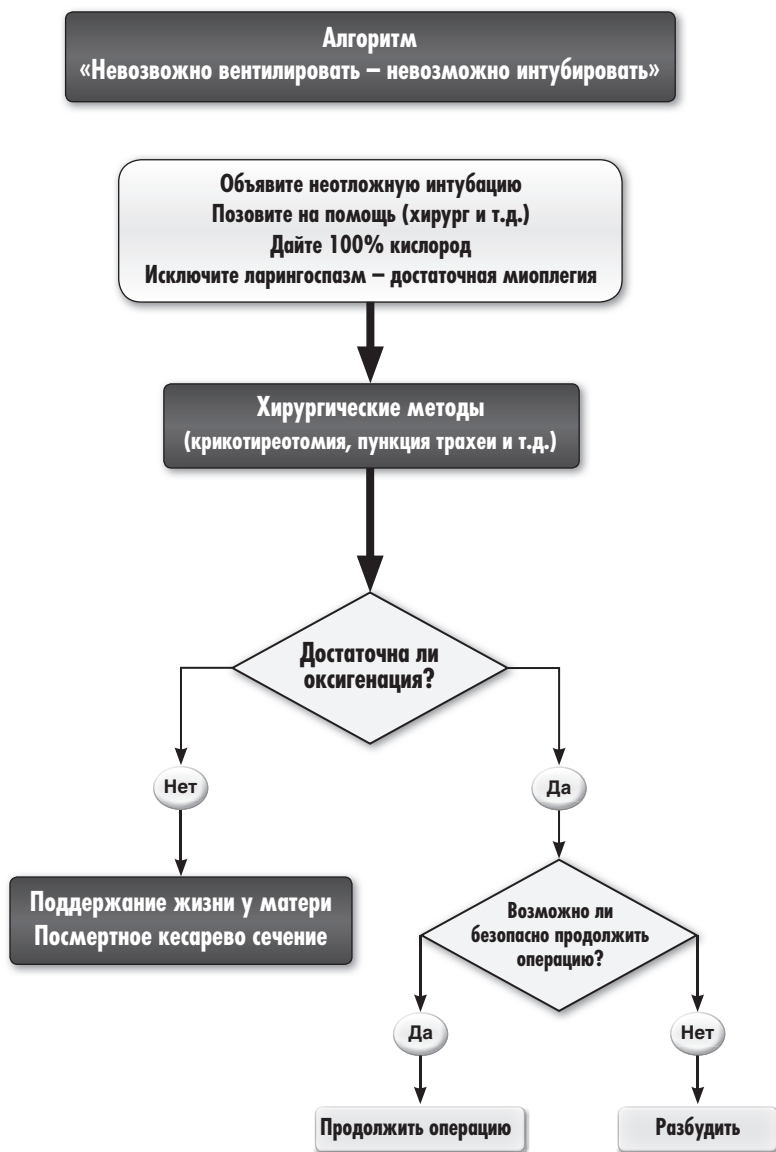 Алгоритм
«Невозвожно вентилировать – невозможно интубировать»
Объявите неотложную интубацию
Позовите на помощь (хирург и т.д.)
Дайте 100% кислород
Исключите ларингоспазм – достаточная миоплегия
Хирургические методы
(крикотиреотомия, пункция трахеи и т.д.)
Достаточна ли
оксигенация?
Нет
Да
Поддержание жизни у матери
Посмертное кесарево сечение
Возможно ли
безопасно продолжить
операцию?
Да
Нет
Продолжить операцию
Разбудить